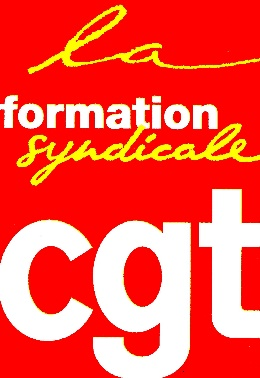 la
formation
syndicale
cgt